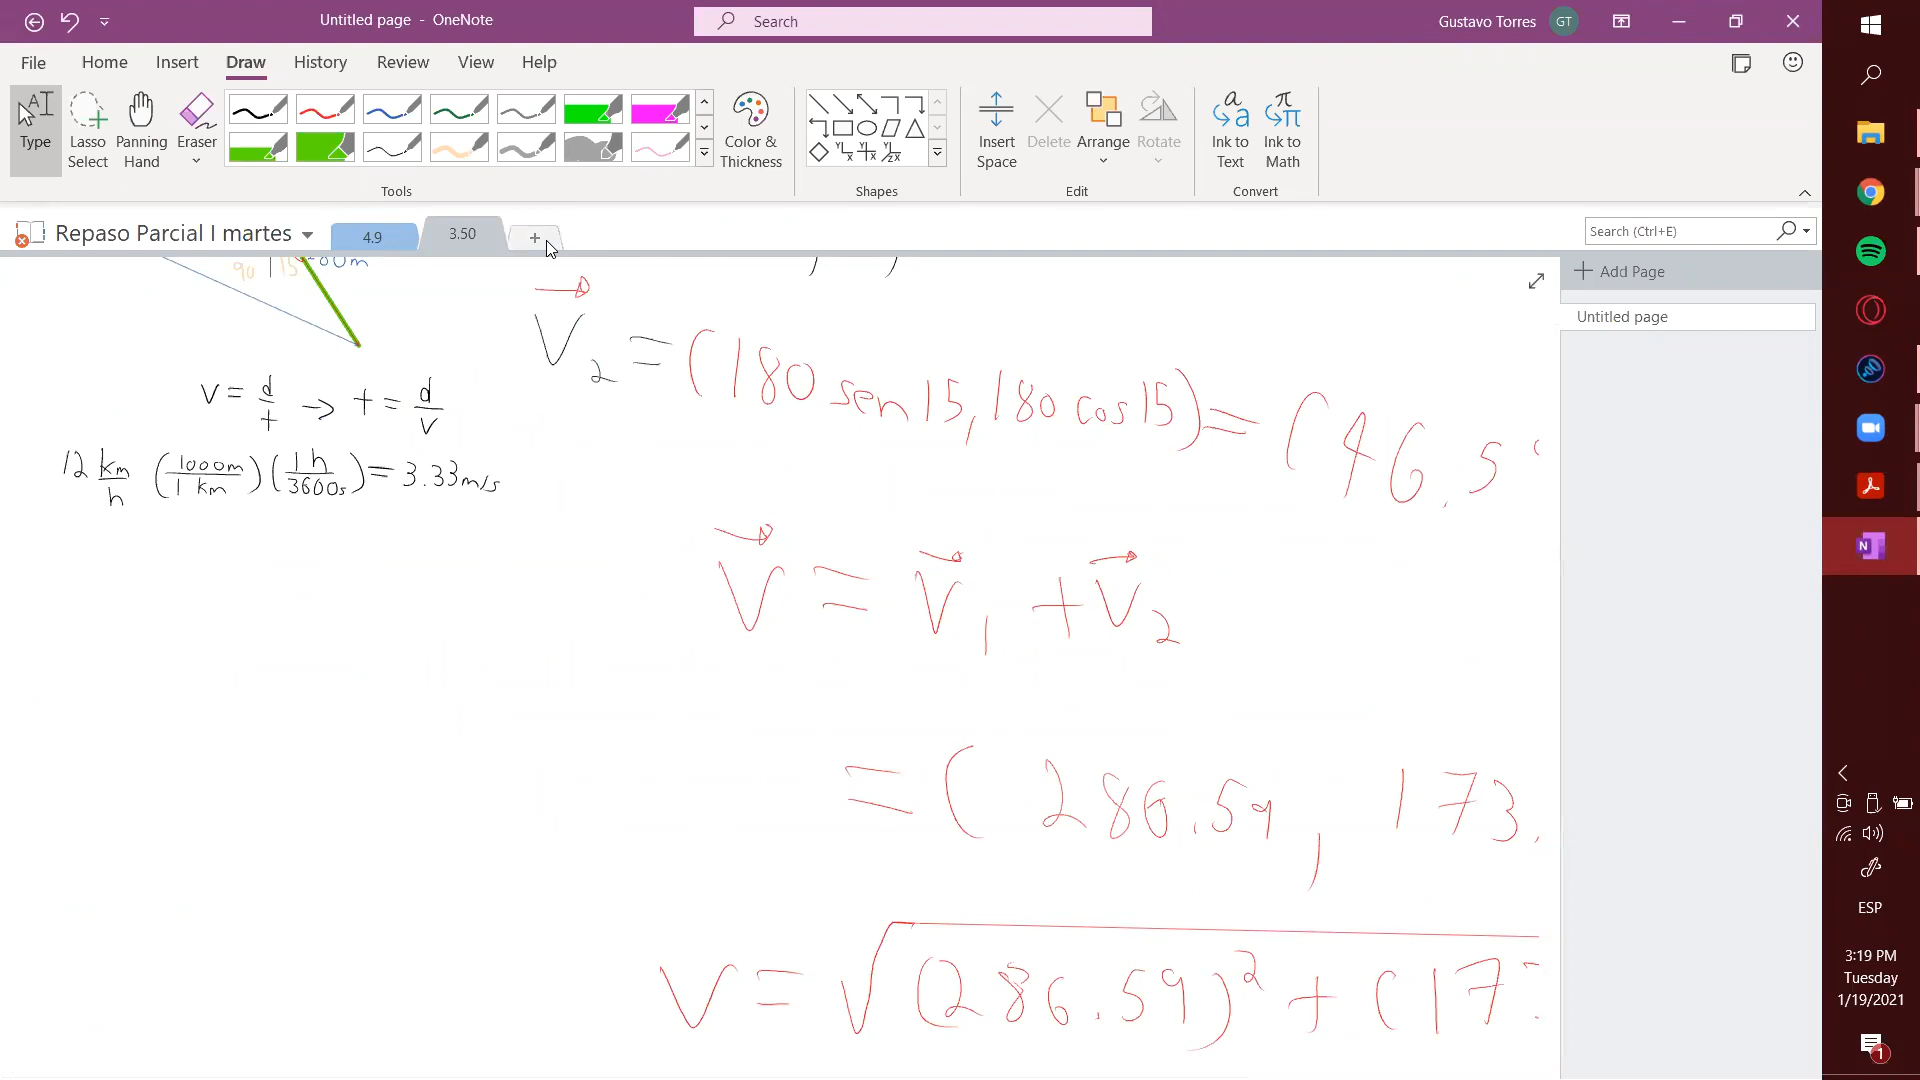 Untitled page - OneNote
Search
Gustavo Torres
GT
File
Home
Insert
Draw
History
Review
View
Help
Type
Lasso Select
Panning Hand
Eraser
Color & Thickness
Insert Space
Delete
Arrange
Rotate
Ink to Text
Ink to Math
Tools
Shapes
Edit
Convert
Repaso Parcial I martes
4.9
3.50
+
Search (Ctrl+E)
Add Page
Untitled page
90 15
V₂ = (180 sen 15, 180 cos 15) = (46.5
v = d/t → t = d/v
12 km/h (1000m/1 km)(1h/3600s) = 3.33m/s
V = V₁ + V₂
= (286.59, 173.
V = √(286.59)² + (17
ESP
3:19 PM
Tuesday
1/19/2021
1